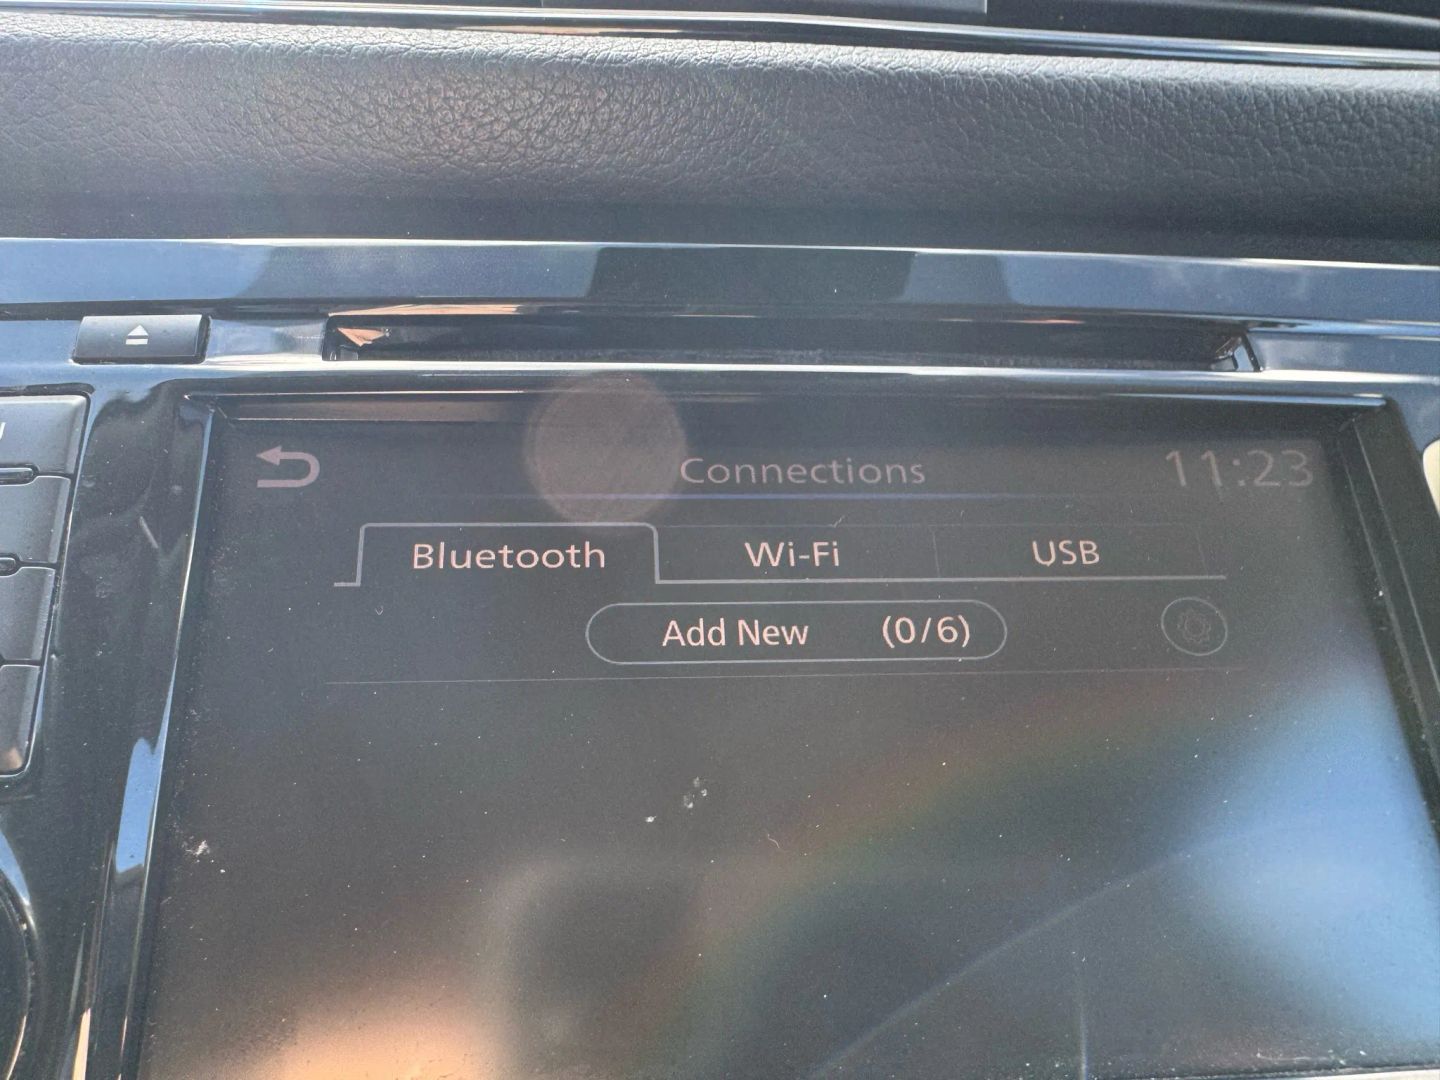 Connections 11:23
Bluetooth Wi-Fi USB
Add New (0/6)